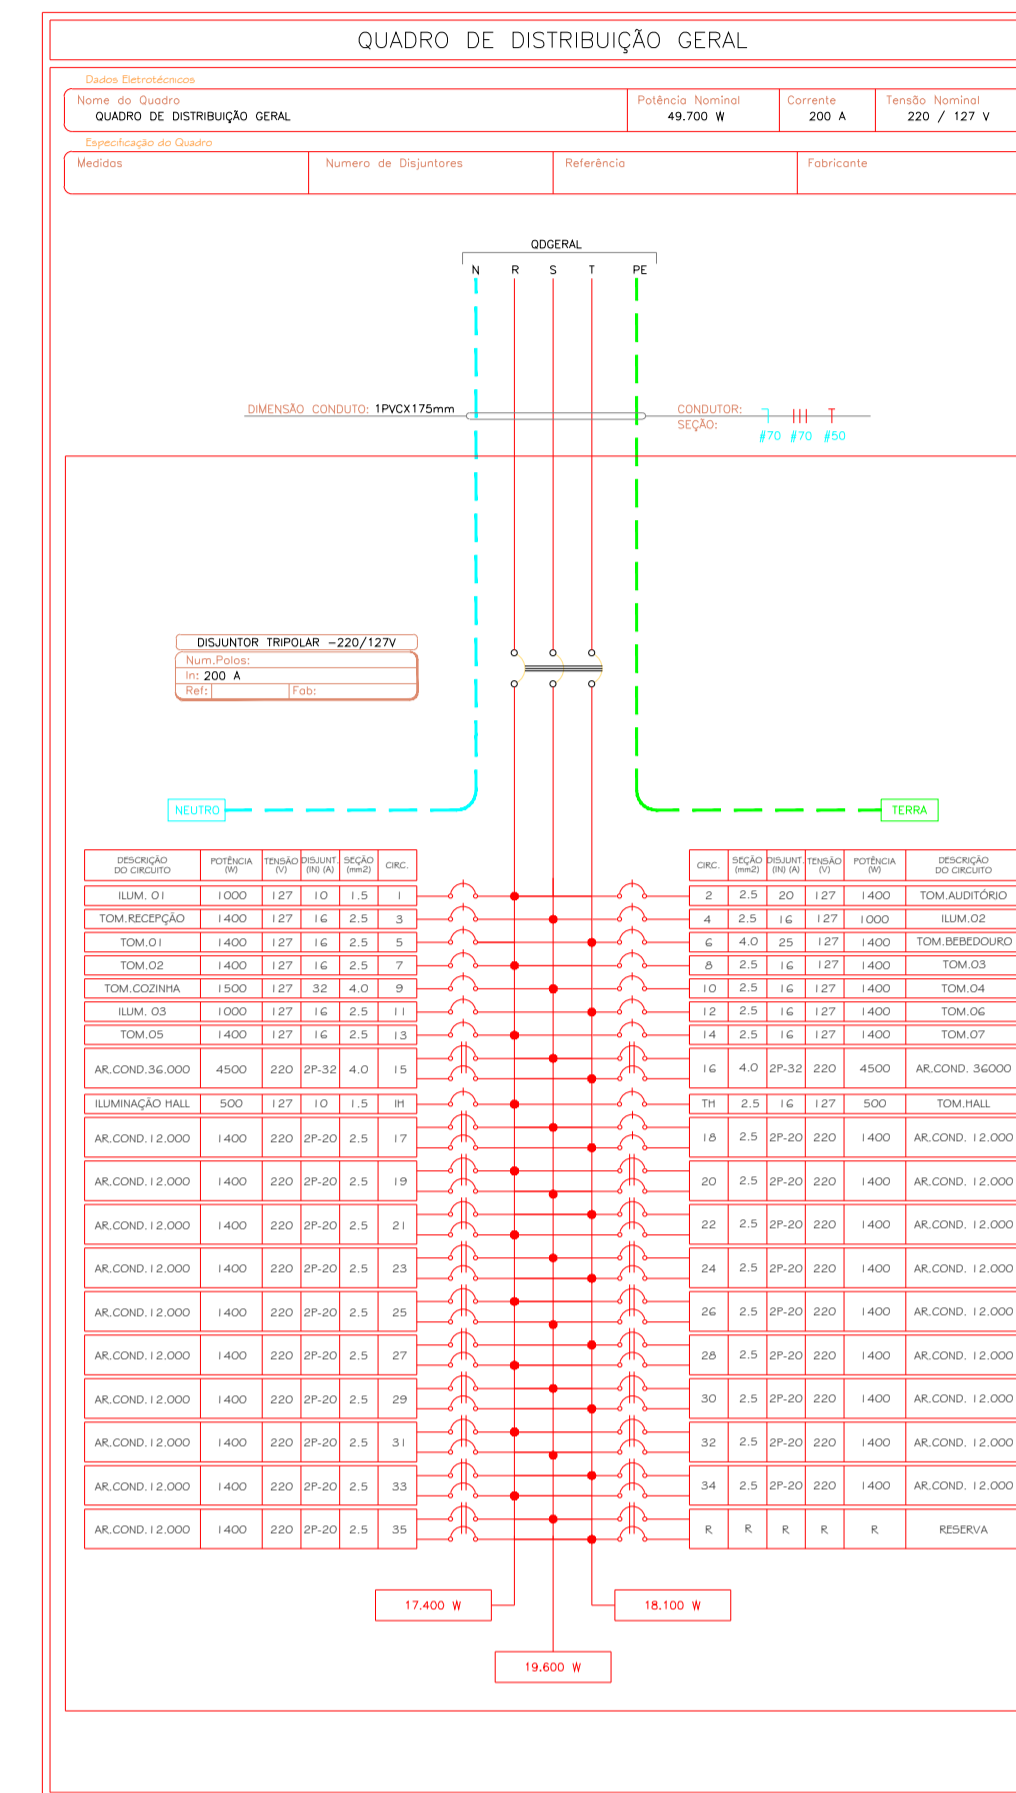 QUADRO DE DISTRIBUIÇÃO GERAL
Dados Eletrotécnicos
Nome do Quadro Potência Nominal Corrente Tensão Nominal
QUADRO DE DISTRIBUIÇÃO GERAL 49.700 W 200 A 220 / 127 V
Especificação do Quadro
Medidas Numero de Disjuntores Referência Fabricante
QDGERAL
N R S T PE
DIMENSÃO CONDUTO: 1PVCX175mm CONDUTOR:
SEÇÃO:
#70 #70 #50
DISJUNTOR TRIPOLAR -220/127V
Num.Polos:
In: 200 A
Ref: Fab:
NEUTRO TERRA
DESCRIÇÃO DO CIRCUITO POTÊNCIA (W) TENSÃO (V) DISJUNT. (IN) (A) SEÇÃO (mm2) CIRC. CIRC. SEÇÃO (mm2) DISJUNT. (IN) (A) TENSÃO (V) POTÊNCIA (W) DESCRIÇÃO DO CIRCUITO
ILUM. 01 1000 127 10 1.5 1 2 2.5 20 127 1400 TOM.AUDITÓRIO
TOM.RECEPÇÃO 1400 127 16 2.5 3 4 2.5 16 127 1000 ILUM.02
TOM.01 1400 127 16 2.5 5 6 4.0 25 127 1400 TOM.BEBEDOURO
TOM.02 1400 127 16 2.5 7 8 2.5 16 127 1400 TOM.03
TOM.COZINHA 1500 127 32 4.0 9 10 2.5 16 127 1400 TOM.04
ILUM. 03 1000 127 16 2.5 11 12 2.5 16 127 1400 TOM.06
TOM.05 1400 127 16 2.5 13 14 2.5 16 127 1400 TOM.07
AR.COND.36.000 4500 220 2P-32 4.0 15 16 4.0 2P-32 220 4500 AR.COND. 36000
ILUMINAÇÃO HALL 500 127 10 1.5 IH TH 2.5 16 127 500 TOM.HALL
AR.COND.12.000 1400 220 2P-20 2.5 17 18 2.5 2P-20 220 1400 AR.COND. 12.000
AR.COND.12.000 1400 220 2P-20 2.5 19 20 2.5 2P-20 220 1400 AR.COND. 12.000
AR.COND.12.000 1400 220 2P-20 2.5 21 22 2.5 2P-20 220 1400 AR.COND. 12.000
AR.COND.12.000 1400 220 2P-20 2.5 23 24 2.5 2P-20 220 1400 AR.COND. 12.000
AR.COND.12.000 1400 220 2P-20 2.5 25 26 2.5 2P-20 220 1400 AR.COND. 12.000
AR.COND.12.000 1400 220 2P-20 2.5 27 28 2.5 2P-20 220 1400 AR.COND. 12.000
AR.COND.12.000 1400 220 2P-20 2.5 29 30 2.5 2P-20 220 1400 AR.COND. 12.000
AR.COND.12.000 1400 220 2P-20 2.5 31 32 2.5 2P-20 220 1400 AR.COND. 12.000
AR.COND.12.000 1400 220 2P-20 2.5 33 34 2.5 2P-20 220 1400 AR.COND. 12.000
AR.COND.12.000 1400 220 2P-20 2.5 35 R R R R R RESERVA
17.400 W 18.100 W
19.600 W